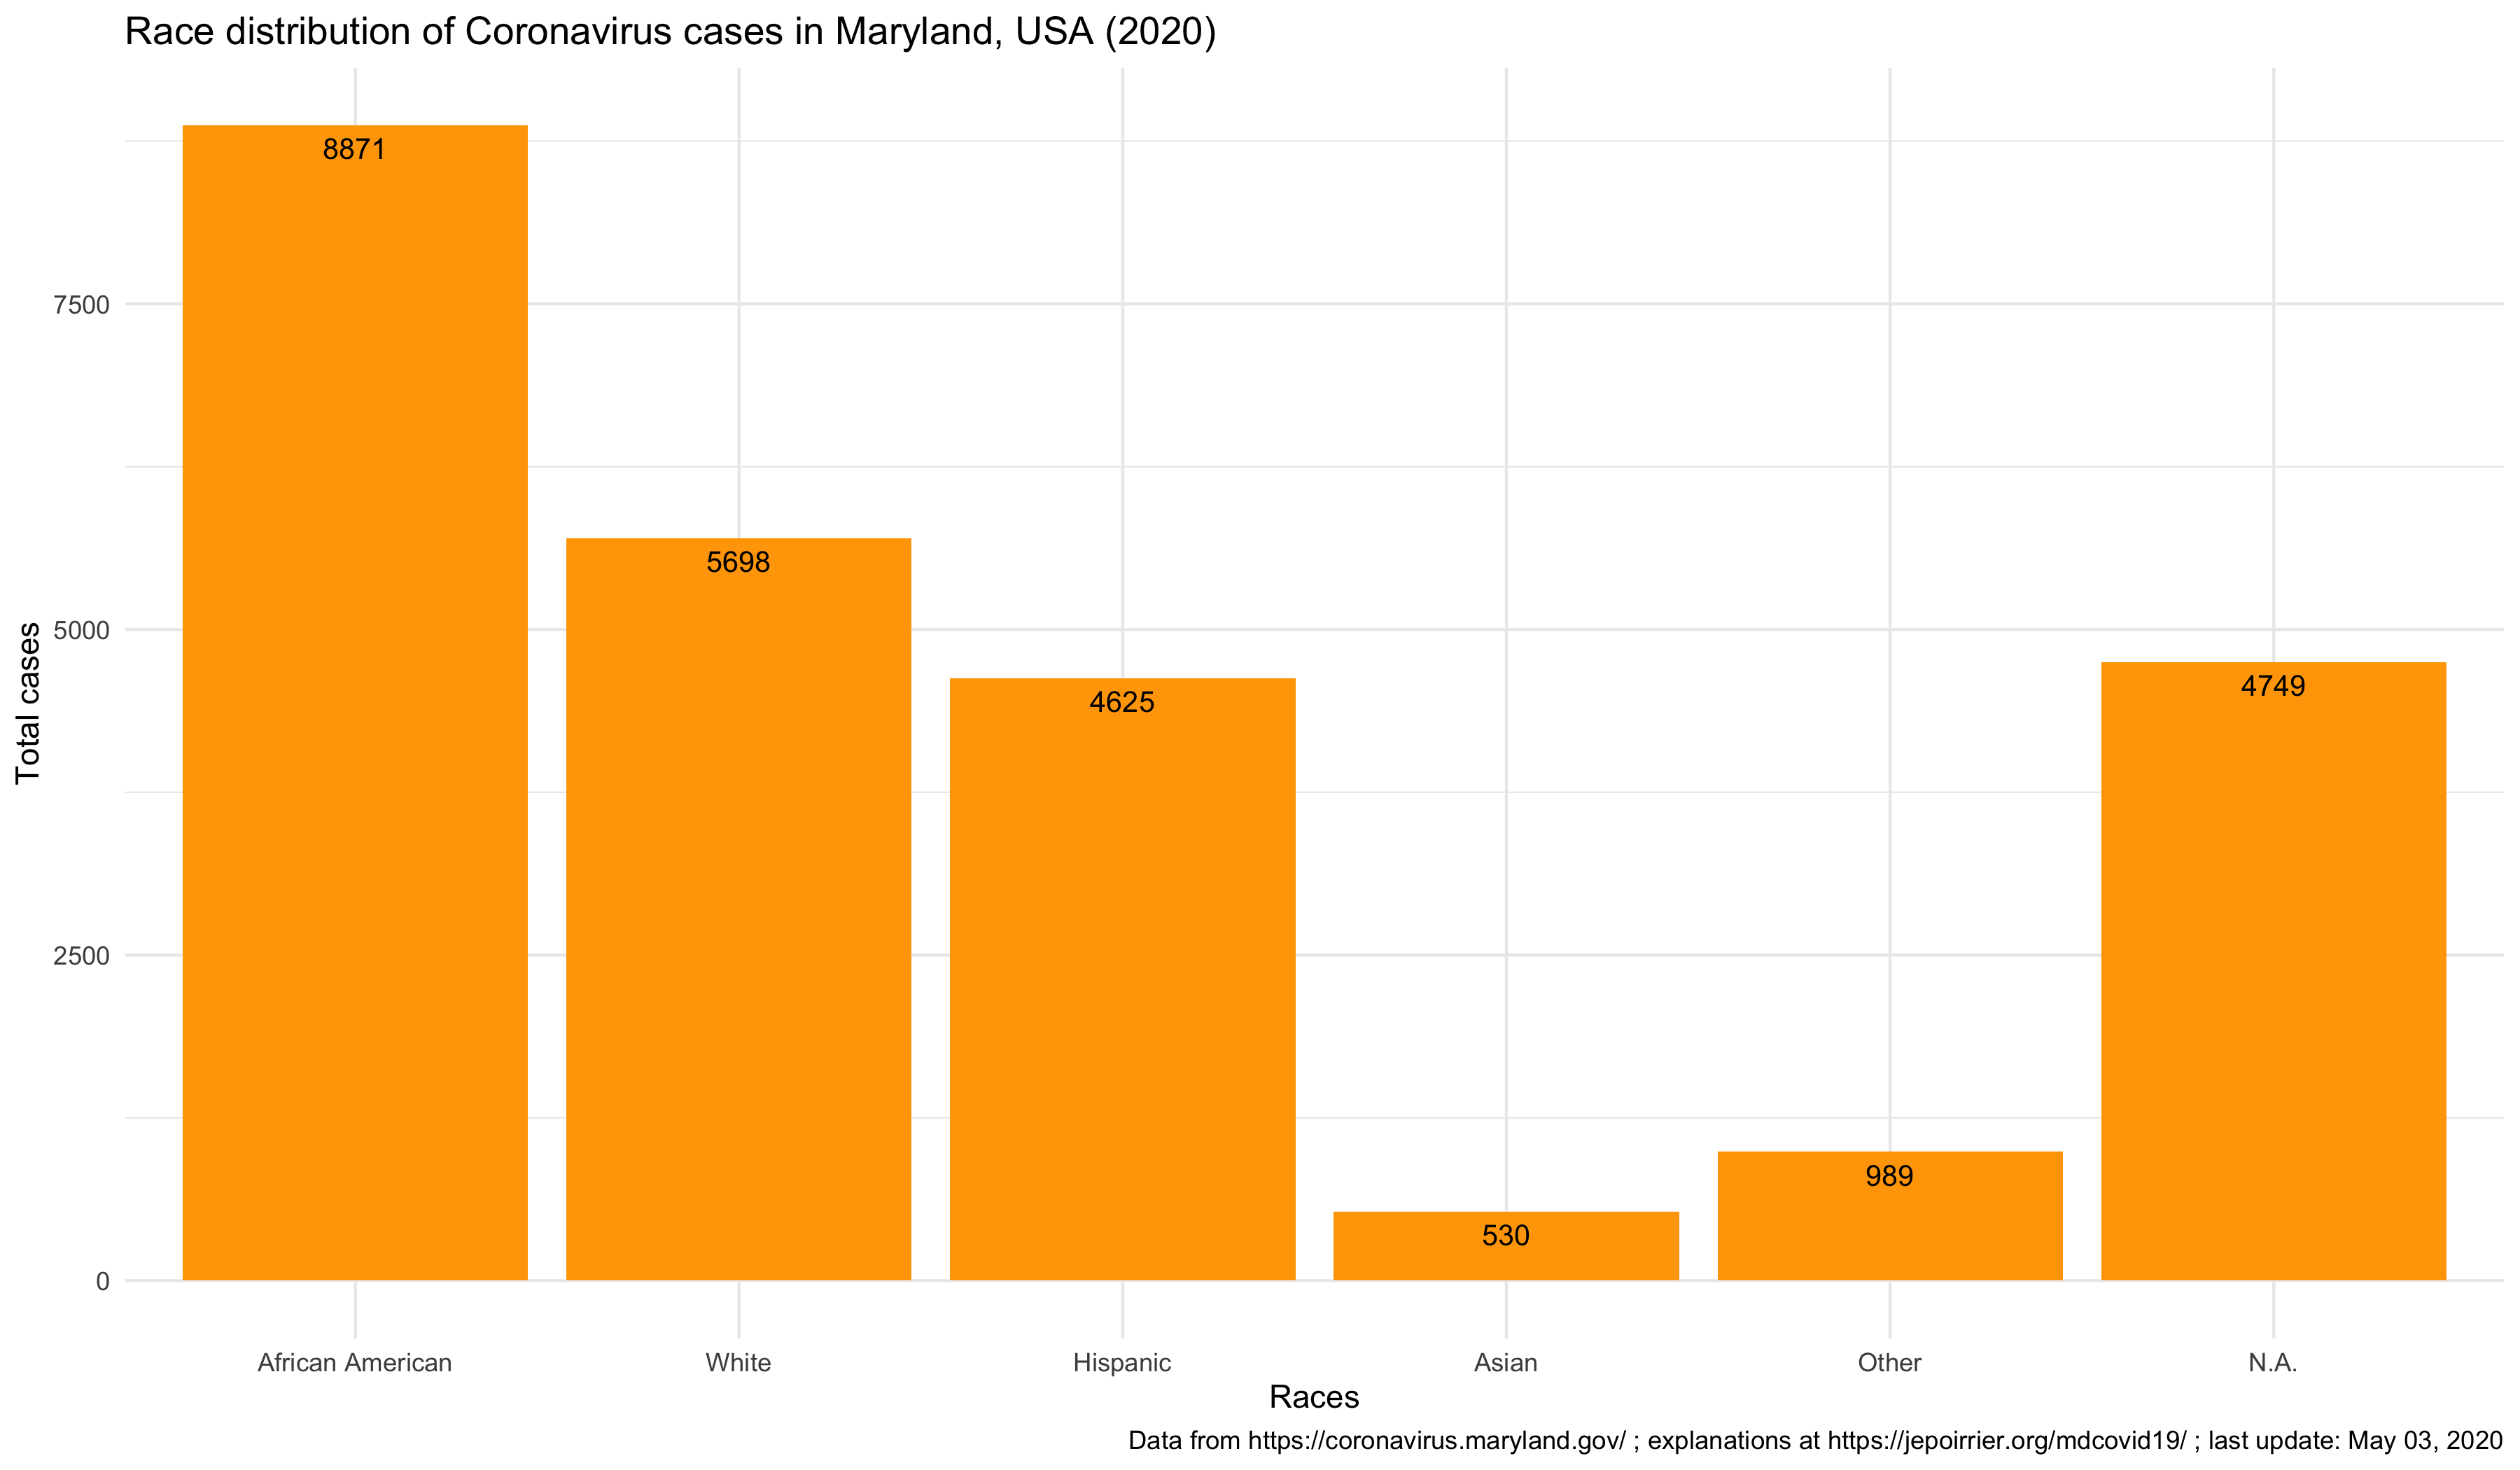 Race distribution of Coronavirus cases in Maryland, USA (2020)
8871
5698
4625
530
989
4749
7500
5000
2500
0
Total cases
African American
White
Hispanic
Asian
Other
N.A.
Races
Data from https://coronavirus.maryland.gov/ ; explanations at https://jepoirrier.org/mdcovid19/ ; last update: May 03, 2020